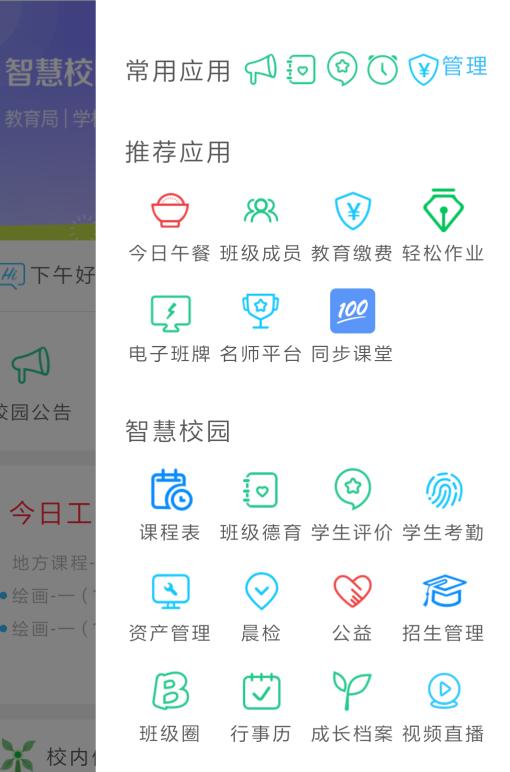 智慧校
教育局 | 学
Hi 下午好
校园公告
今日工
地方课程-
绘画-一（
绘画-一（
校内
常用应用
管理
推荐应用
今日午餐 班级成员 教育缴费 轻松作业
100
电子班牌 名师平台 同步课堂
智慧校园
课程表 班级德育 学生评价 学生考勤
资产管理 晨检 公益 招生管理
班级圈 行事历 成长档案 视频直播